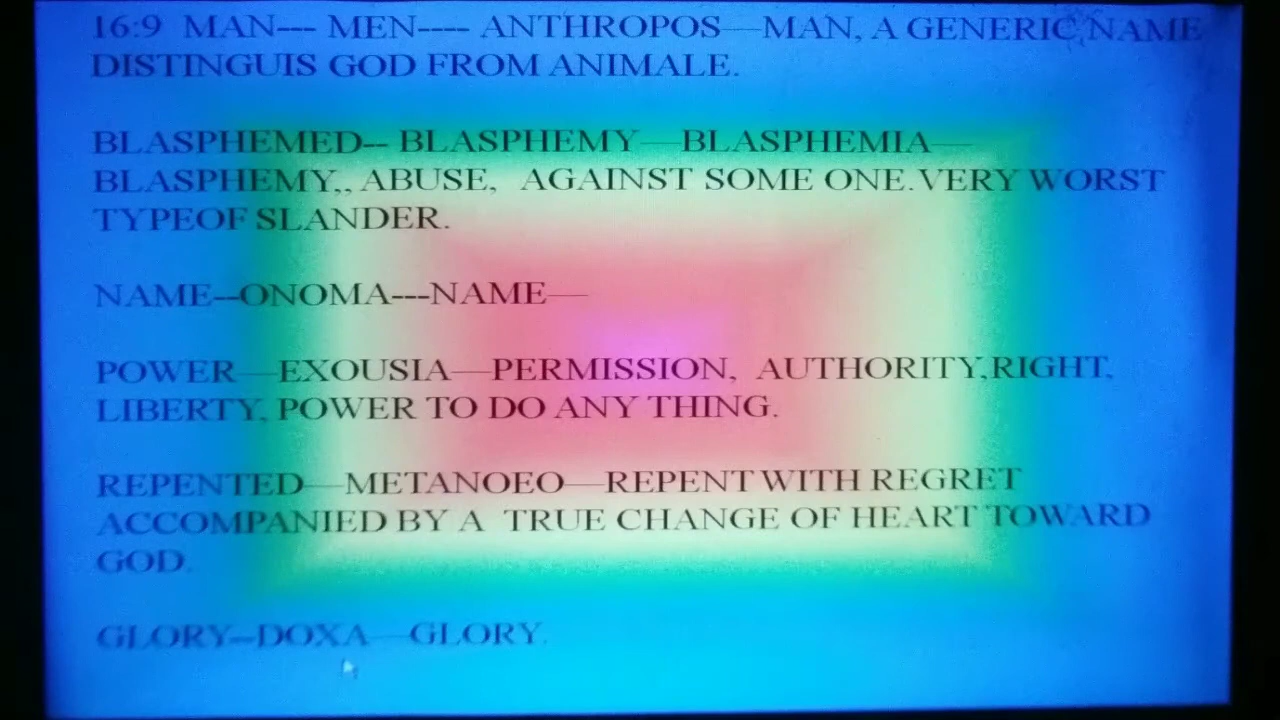 16:9 MAN--- MEN---- ANTHROPOS—MAN, A GENERIC,NAME
DISTINGUIS GOD FROM ANIMALE.
BLASPHEMED-- BLASPHEMY—BLASPHEMIA—
BLASPHEMY,, ABUSE, AGAINST SOME ONE. VERY WORST
TYPEOF SLANDER.
NAME--ONOMA---NAME—
POWER—EXOUSIA—PERMISSION, AUTHORITY,RIGHT,
LIBERTY, POWER TO DO ANY THING.
REPENTED—METANOEO—REPENT WITH REGRET
ACCOMPANIED BY A TRUE CHANGE OF HEART TOWARD
GOD.
GLORY--DOXA—GLORY.